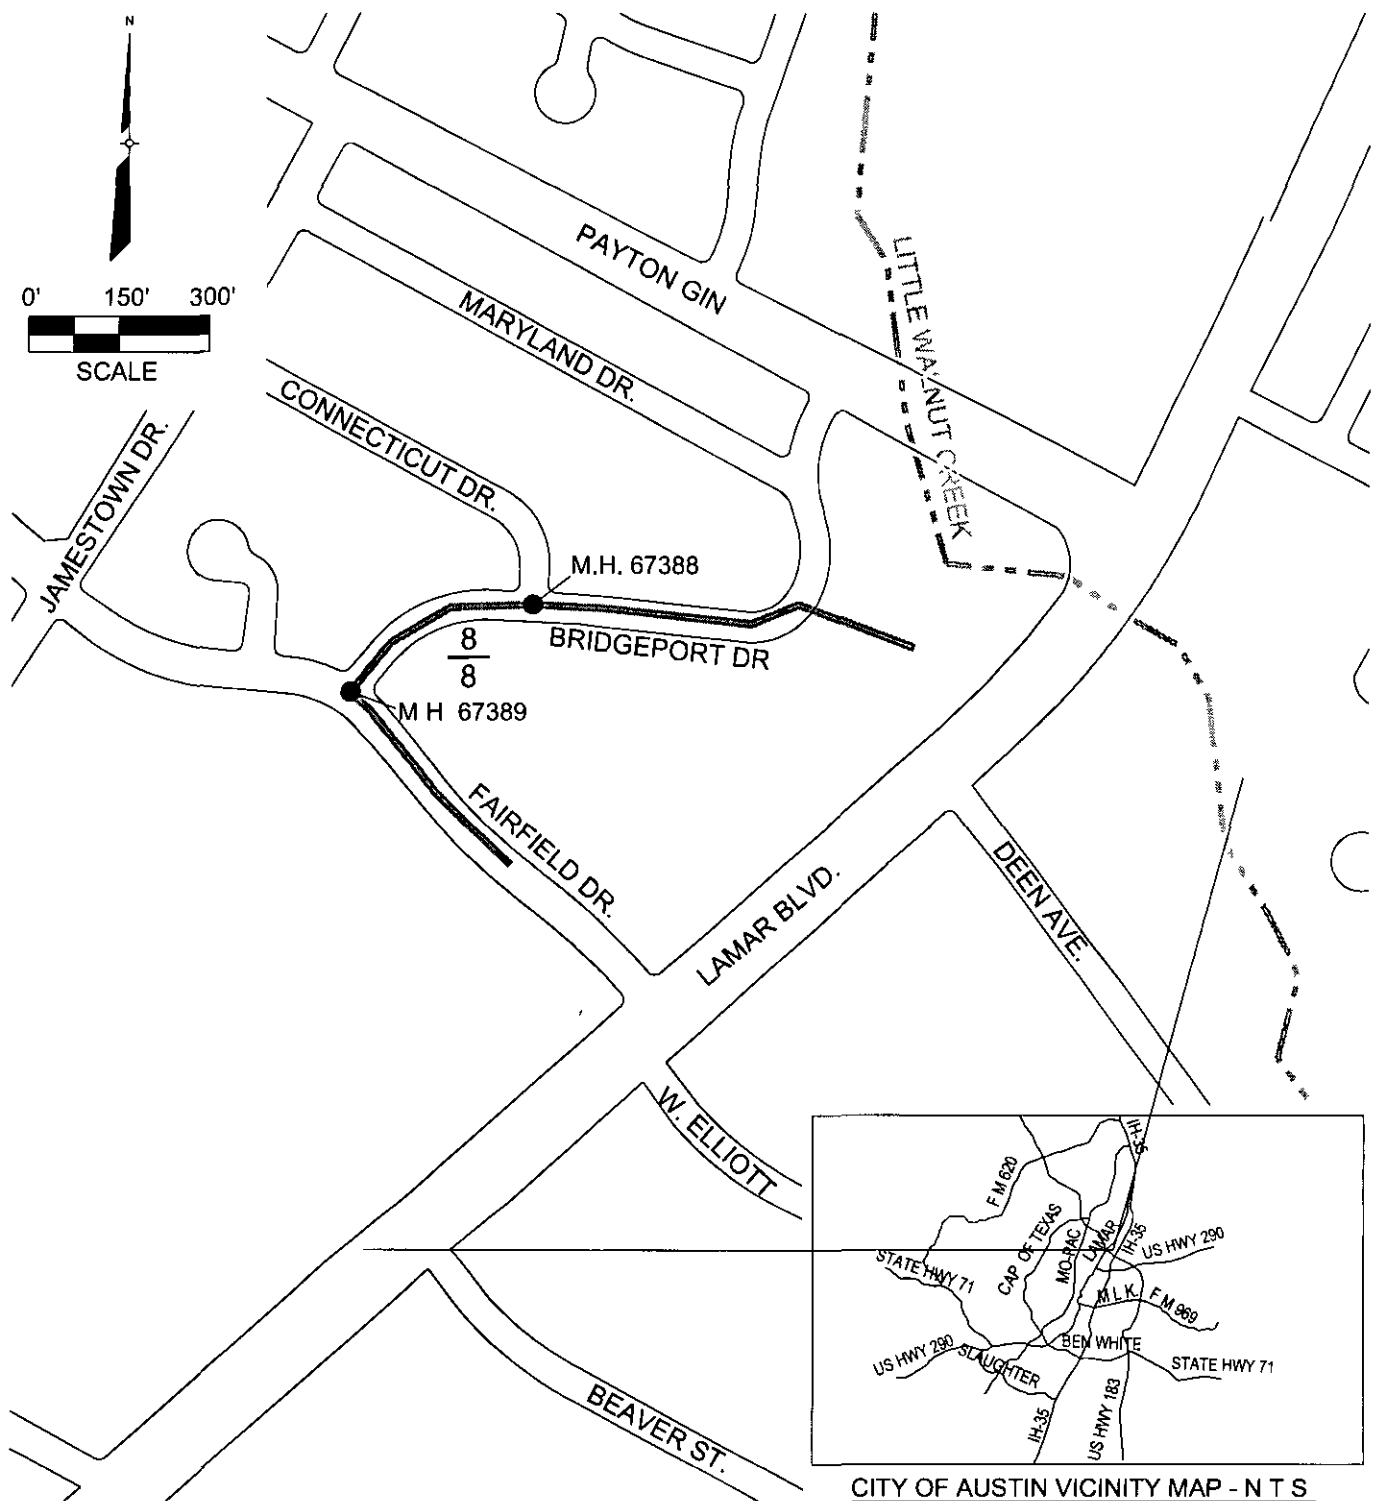 N
0' 150' 300'
SCALE
PAYTON GIN
LITTLE WALNUT CREEK
MARYLAND DR.
CONNECTICUT DR.
JAMESTOWN DR.
M.H. 67388
8
8
BRIDGEPORT DR
M H 67389
FAIRFIELD DR.
LAMAR BLVD.
DEEN AVE.
W. ELLIOTT
BEAVER ST.
IH-35
F M 620
CAP OF TEXAS
MO-PAC
LAMAR
IH-35
US HWY 290
STATE HWY 71
M L K
F M 969
US HWY 290
SLAUGHTER
BEN WHITE
STATE HWY 71
IH-35
US HWY 183
CITY OF AUSTIN VICINITY MAP - N T S